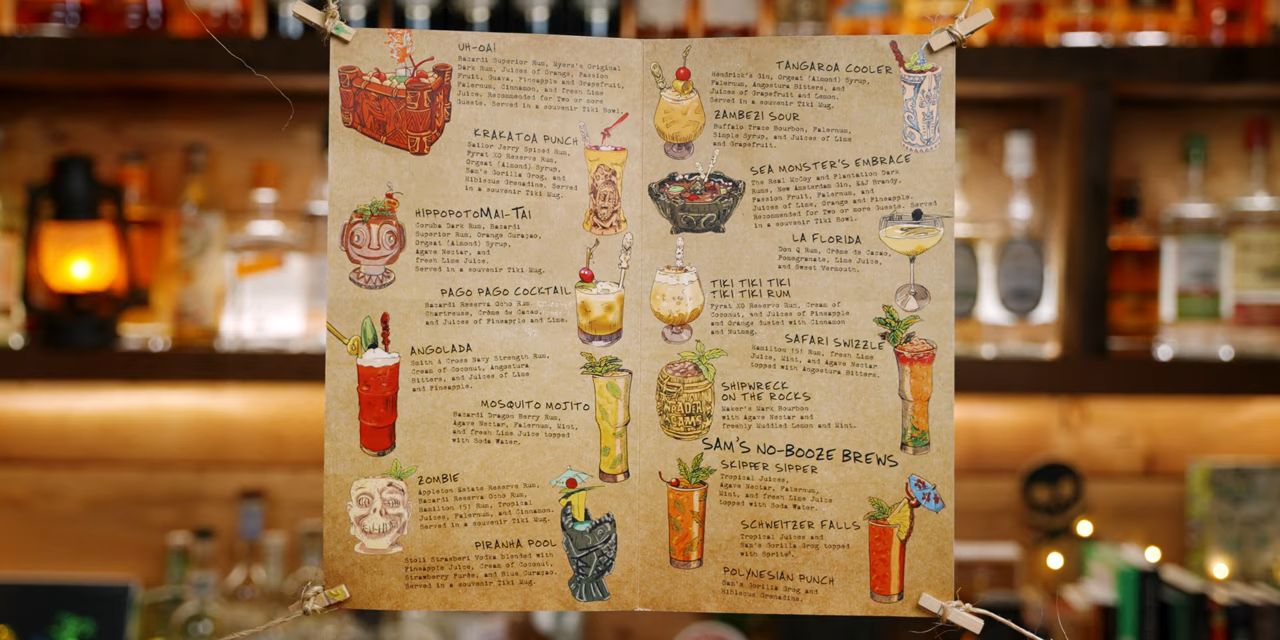 UH-OA!
Bacardi Superior Rum, Myers's Original
Dark Rum, Juices of Orange, Passion
Fruit, Guava, Pineapple and Grapefruit,
Falernum, Cinnamon, and fresh Lime
Juice. Recommended for Two or more
Guests. Served in a souvenir Tiki Bowl.
KRAKATOA PUNCH
Sailor Jerry Spiced Rum,
Pyrat XO Reserve Rum,
Orgeat (Almond) Syrup,
Sam's Gorilla Grog, and
Hibiscus Grenadine. Served
in a souvenir Tiki Mug.
HIPPOPOTOMAI-TAI
Coruba Dark Rum, Bacardi
Superior Rum, Orange Curaçao,
Orgeat (Almond) Syrup,
Agave Nectar, and
fresh Lime Juice.
Served in a souvenir Tiki Mug.
PAGO PAGO COCKTAIL
Bacardi Reserva Ocho Rum
Chartreuse, Crème de Cacao,
and Juices of Pineapple and Lime.
ANGOLADA
Smith & Cross Navy Strength Rum,
Cream of Coconut, Angostura
Bitters, and Juices of Lime
and Pineapple.
MOSQUITO MOJITO
Bacardi Dragon Berry Rum,
Agave Nectar, Falernum, Mint,
and fresh Lime Juice topped
with Soda Water.
ZOMBIE
Appleton Estate Reserve Rum,
Bacardi Reserva Ocho Rum,
Hamilton 151 Rum, Tropical
Juices, Falernum, and Cinnamon.
Served in a souvenir Tiki Mug.
PIRANHA POOL
Stoli Strasberi Vodka blended with
Pineapple Juice, Cream of Coconut,
Strawberry Purée, and Blue Curaçao.
Served in a souvenir Tiki Mug.
TANGAROA COOLER
Hendrick's Gin, Orgeat (Almond) Syrup,
Falernum, Angostura Bitters, and
Juices of Grapefruit and Lemon.
Served in a souvenir Tiki Mug.
ZAMBEZI SOUR
Buffalo Trace Bourbon, Falernum,
Simple Syrup, and Juices of Lime
and Grapefruit.
SEA MONSTER'S EMBRACE
The Real McCoy and Plantation Dark
Rums, New Amsterdam Gin, E&J Brandy,
Passion Fruit, Falernum, and
Juices of Lime, Orange, and Pineapple.
Recommended for Two or more Guests. Served
in a souvenir Tiki Bowl.
LA FLORIDA
Don Q Rum, Crème de Cacao,
Pomegranate, Lime Juice,
and Sweet Vermouth.
TIKI TIKI TIKI
TIKI TIKI RUM
Pyrat XO Reserve Rum, Cream of
Coconut, and Juices of Pineapple
and Orange dusted with Cinnamon
and Nutmeg.
SAFARI SWIZZLE
Hamilton 151 Rum, fresh Lime
Juice, Mint, and Agave Nectar
topped with Angostura Bitters.
SHIPWRECK
ON THE ROCKS
Maker's Mark Bourbon
with Agave Nectar and
freshly Muddled Lemon and Mint.
TRADER
SAM'S
SAM'S NO-BOOZE BREWS
SKIPPER SIPPER
Tropical Juices,
Agave Nectar, Falernum,
Mint, and fresh Lime Juice
topped with Soda Water.
SCHWEITZER FALLS
Tropical Juices and
Sam's Gorilla Grog topped
with Sprite®.
POLYNESIAN PUNCH
Sam's Gorilla Grog and
Hibiscus Grenadine.